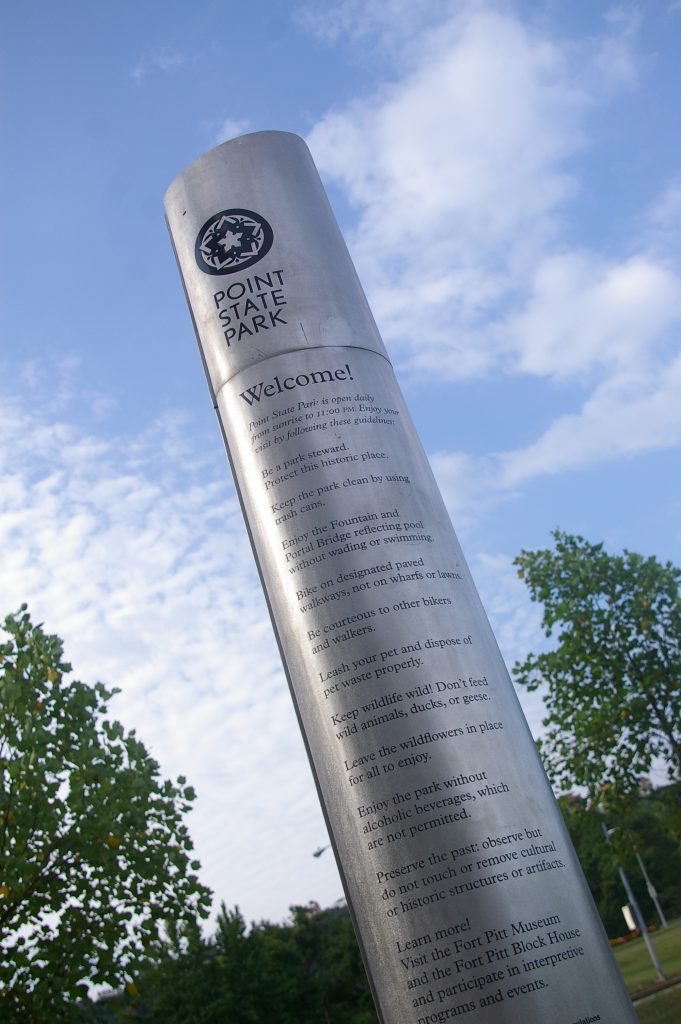 POINT
STATE
PARK
Welcome!
Point State Park is open daily
from sunrise to 11:00 PM. Enjoy your
visit by following these guidelines:
Be a park steward.
Protect this historic place.
Keep the park clean by using
trash cans.
Enjoy the Fountain and
Portal Bridge reflecting pool
without wading or swimming.
Bike on designated paved
walkways, not on wharfs or lawns.
Be courteous to other bikers
and walkers.
Leash your pet and dispose of
pet waste properly.
Keep wildlife wild! Don't feed
wild animals, ducks, or geese.
Leave the wildflowers in place
for all to enjoy.
Enjoy the park without
alcoholic beverages, which
are not permitted.
Preserve the past: observe but
do not touch or remove cultural
or historic structures or artifacts.
Learn more!
Visit the Fort Pitt Museum
and the Fort Pitt Block House
and participate in interpretive
programs and events.